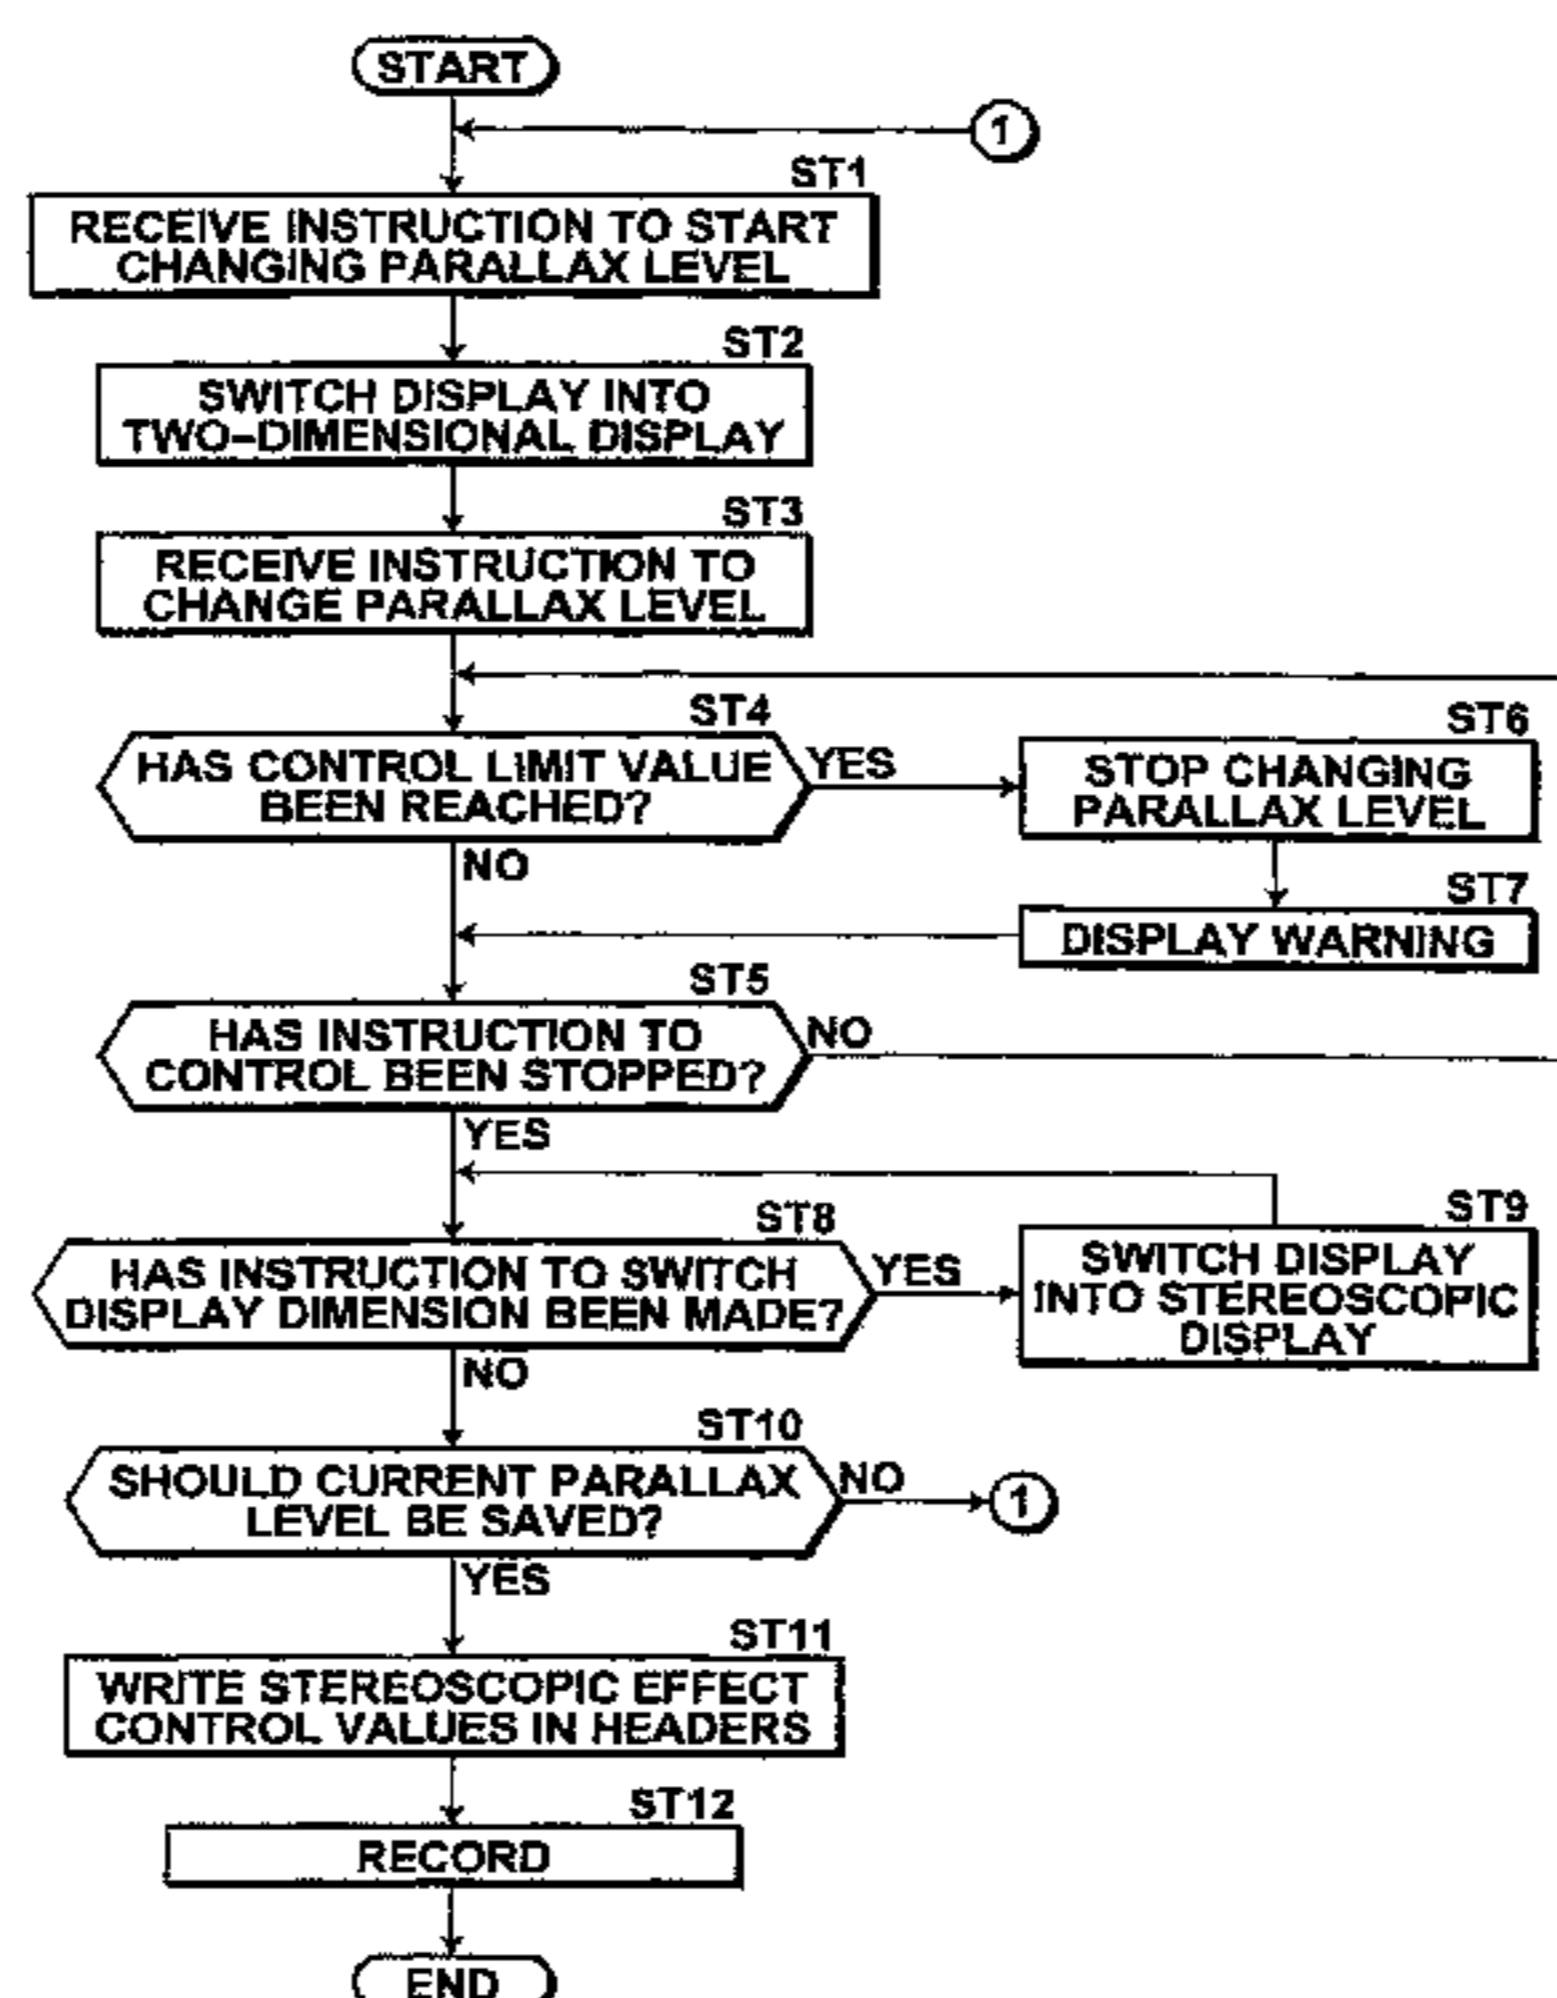 START
1
ST1
RECEIVE INSTRUCTION TO START
CHANGING PARALLAX LEVEL
ST2
SWITCH DISPLAY INTO
TWO-DIMENSIONAL DISPLAY
ST3
RECEIVE INSTRUCTION TO
CHANGE PARALLAX LEVEL
ST4
HAS CONTROL LIMIT VALUE
BEEN REACHED?
YES
NO
ST6
STOP CHANGING
PARALLAX LEVEL
ST7
DISPLAY WARNING
ST5
HAS INSTRUCTION TO
CONTROL BEEN STOPPED?
NO
YES
ST8
HAS INSTRUCTION TO SWITCH
DISPLAY DIMENSION BEEN MADE?
YES
NO
ST9
SWITCH DISPLAY
INTO STEREOSCOPIC
DISPLAY
ST10
SHOULD CURRENT PARALLAX
LEVEL BE SAVED?
NO
1
YES
ST11
WRITE STEREOSCOPIC EFFECT
CONTROL VALUES IN HEADERS
ST12
RECORD
END